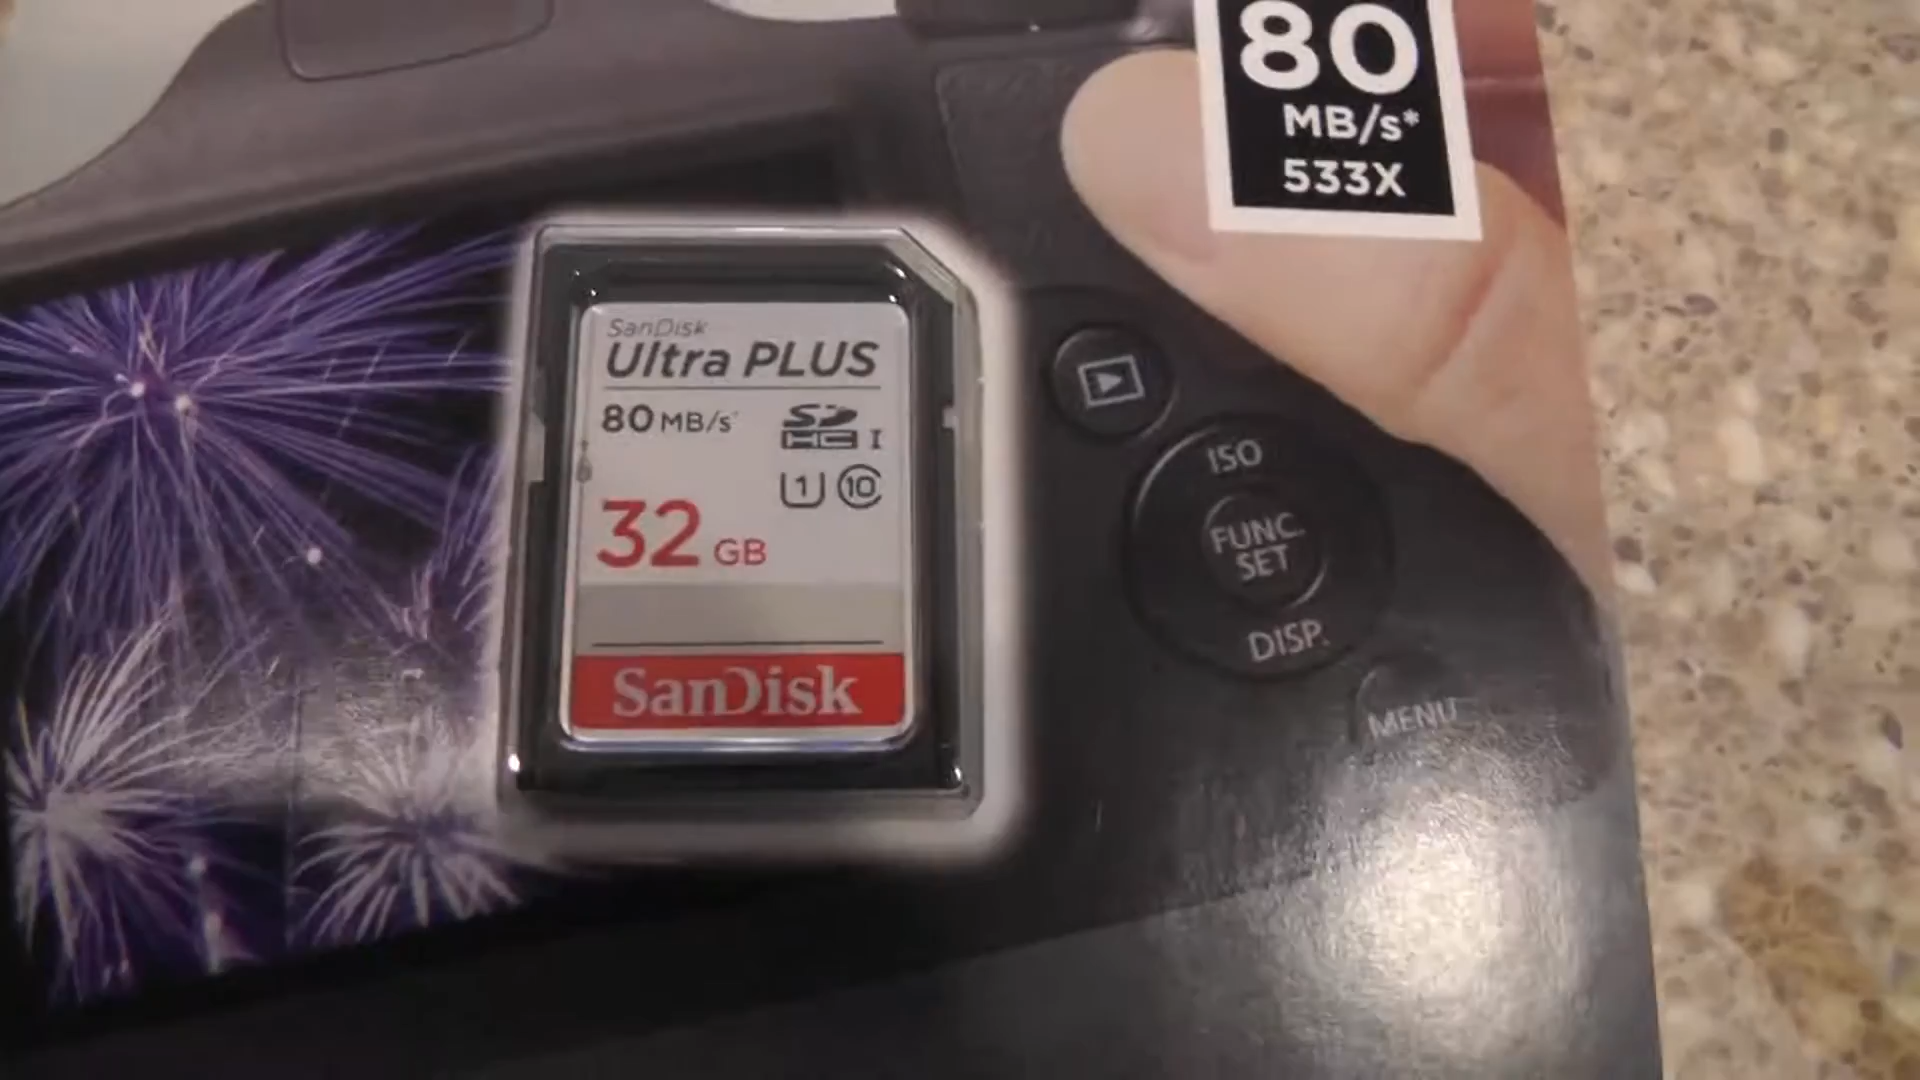 80
MB/s*
533X
SanDisk
Ultra PLUS
80 MB/s*
SD
HC I
1 10
32 GB
SanDisk
ISO
FUNC.
SET
DISP.
MENU